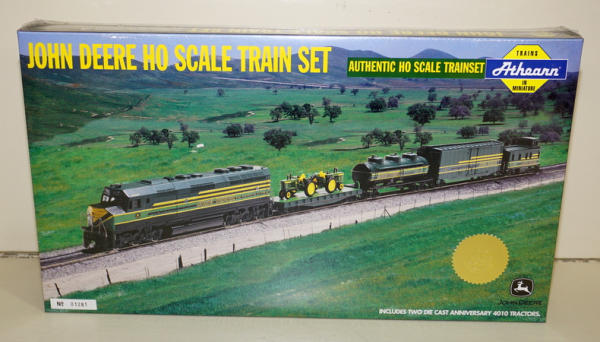 JOHN DEERE HO SCALE TRAIN SET
AUTHENTIC HO SCALE TRAINSET
TRAINS
Athearn
IN
MINIATURE
Nº 01281
JOHN DEERE
INCLUDES TWO DIE CAST ANNIVERSARY 4010 TRACTORS.